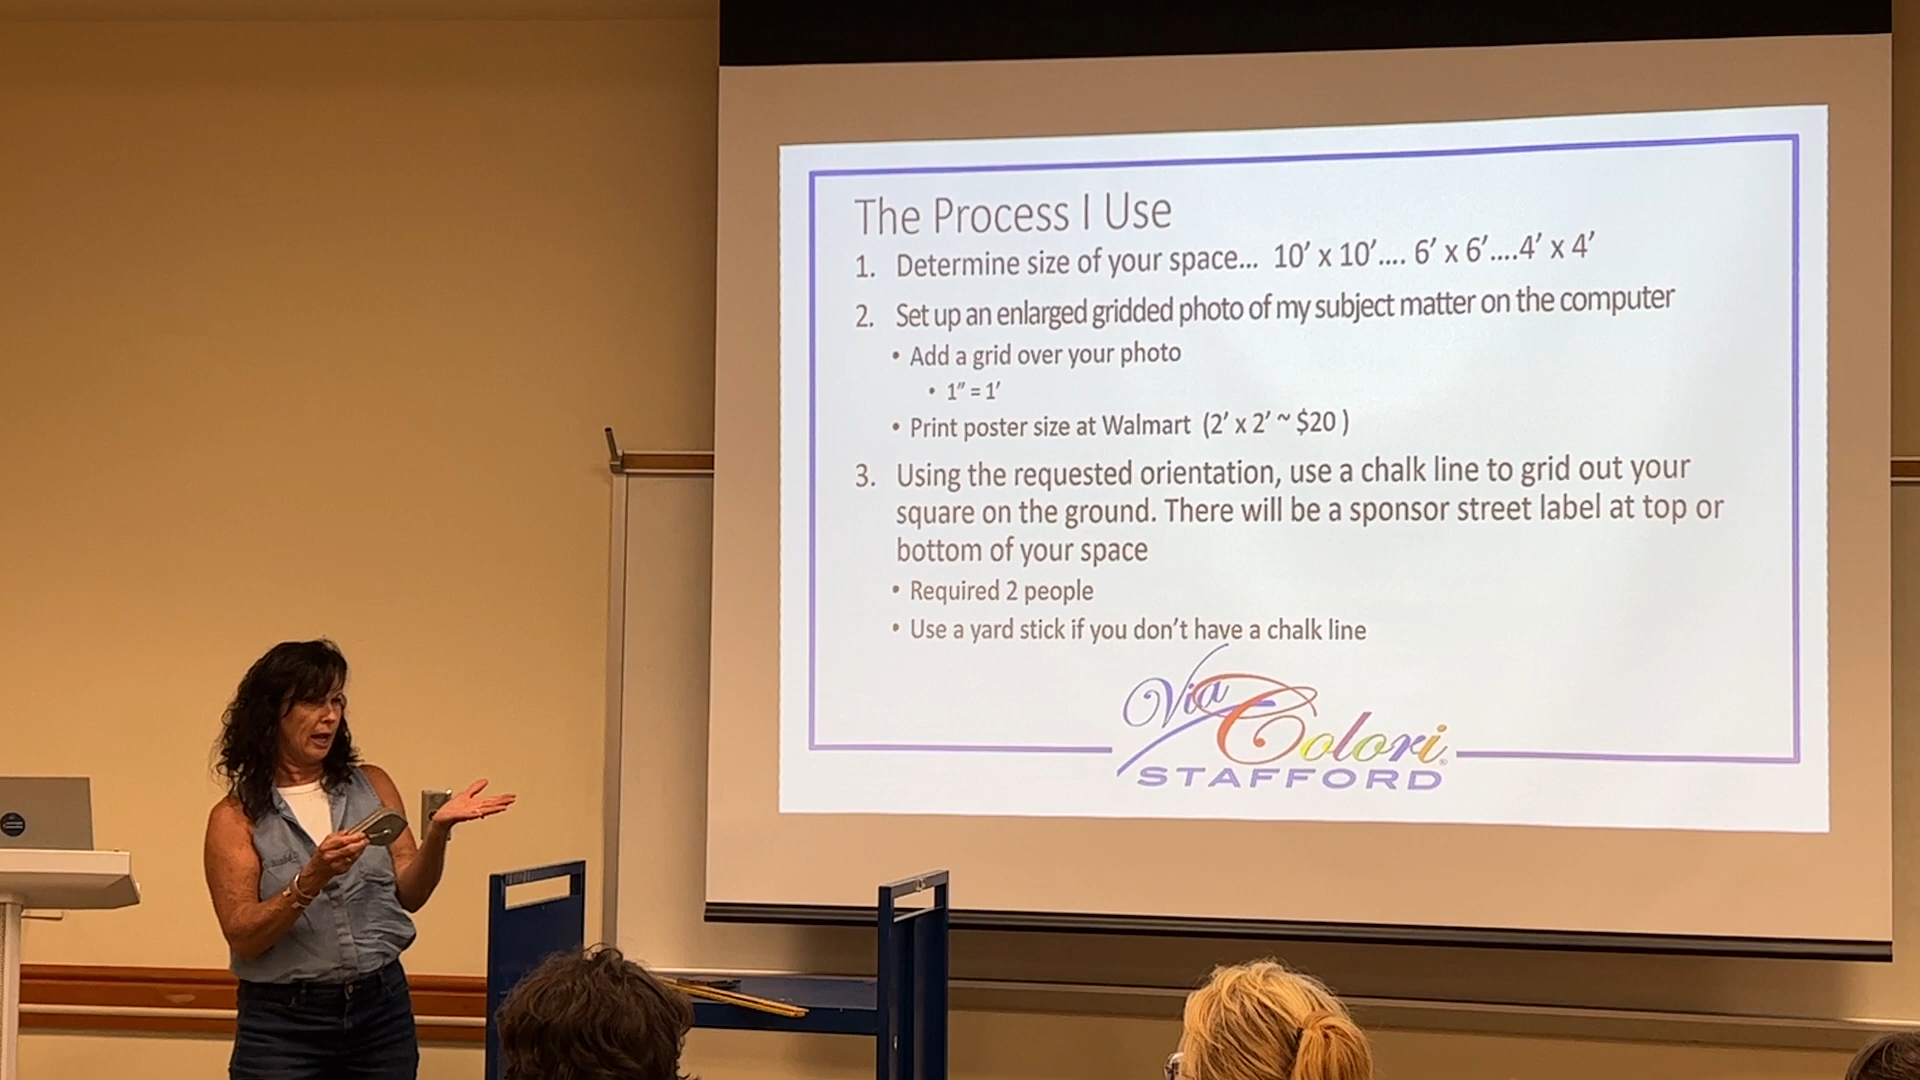 The Process I Use
1. Determine size of your space... 10′ x 10′.... 6′ x 6′....4′ x 4′
2. Set up an enlarged gridded photo of my subject matter on the computer
• Add a grid over your photo
• 1″ = 1′
• Print poster size at Walmart (2′ x 2′ ~ $20 )
3. Using the requested orientation, use a chalk line to grid out your
square on the ground. There will be a sponsor street label at top or
bottom of your space
• Required 2 people
• Use a yard stick if you don’t have a chalk line
Via Colori®
STAFFORD